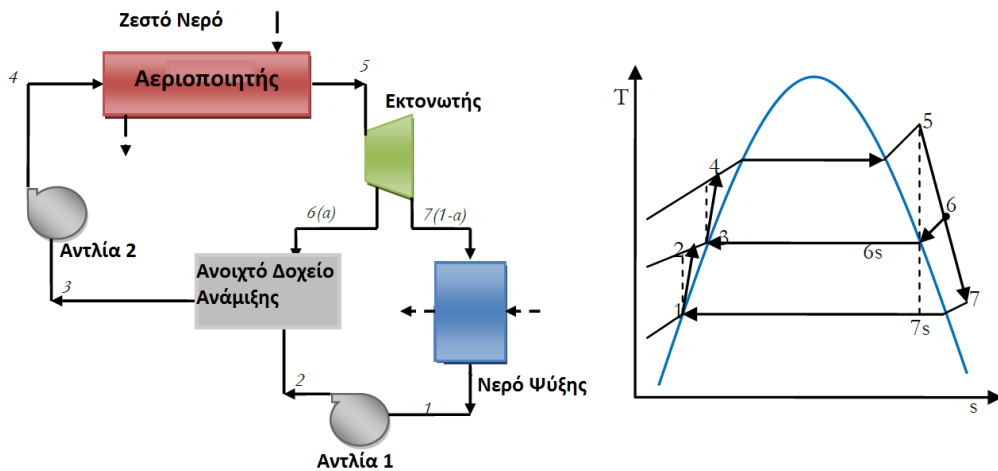 Ζεστό Νερό
4
Αεριοποιητής
5
Εκτονωτής
6(a)
7(1-a)
Αντλία 2
Ανοιχτό Δοχείο
Ανάμιξης
3
2
Νερό Ψύξης
1
Αντλία 1
T
5
4
6
2
3
6s
7
1
7s
s